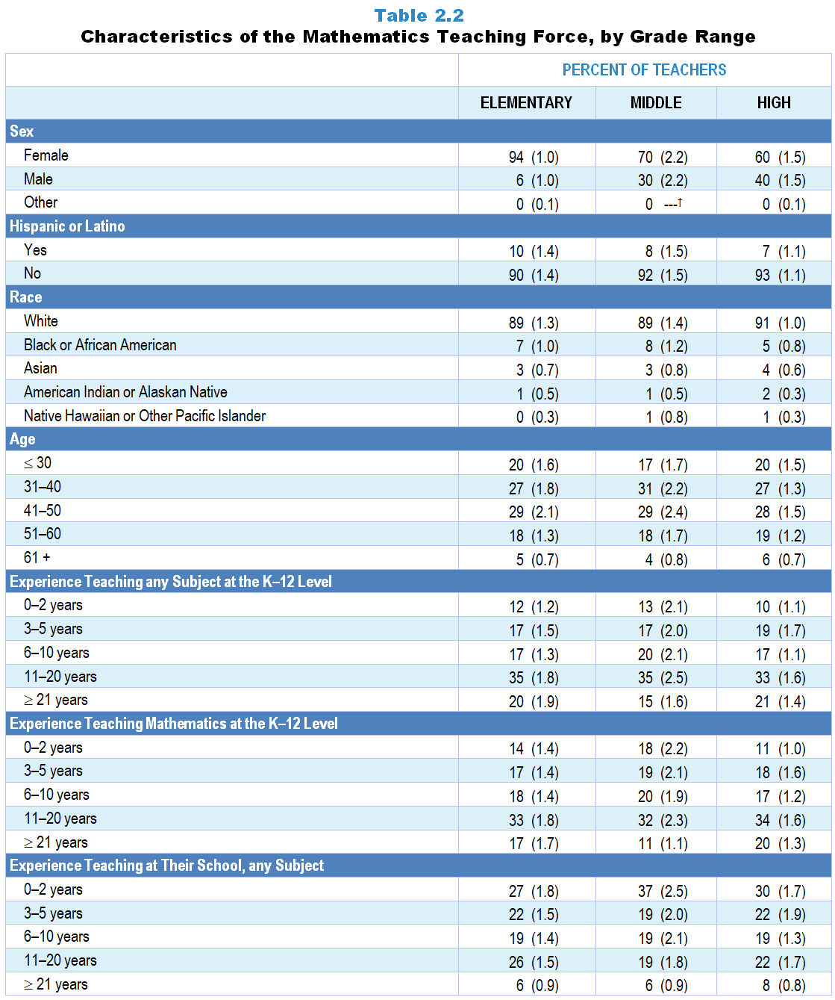 Table 2.2
Characteristics of the Mathematics Teaching Force, by Grade Range
PERCENT OF TEACHERS
ELEMENTARY MIDDLE HIGH
Sex
Female 94 (1.0) 70 (2.2) 60 (1.5)
Male 6 (1.0) 30 (2.2) 40 (1.5)
Other 0 (0.1) 0 ---† 0 (0.1)
Hispanic or Latino
Yes 10 (1.4) 8 (1.5) 7 (1.1)
No 90 (1.4) 92 (1.5) 93 (1.1)
Race
White 89 (1.3) 89 (1.4) 91 (1.0)
Black or African American 7 (1.0) 8 (1.2) 5 (0.8)
Asian 3 (0.7) 3 (0.8) 4 (0.6)
American Indian or Alaskan Native 1 (0.5) 1 (0.5) 2 (0.3)
Native Hawaiian or Other Pacific Islander 0 (0.3) 1 (0.8) 1 (0.3)
Age
≤ 30 20 (1.6) 17 (1.7) 20 (1.5)
31–40 27 (1.8) 31 (2.2) 27 (1.3)
41–50 29 (2.1) 29 (2.4) 28 (1.5)
51–60 18 (1.3) 18 (1.7) 19 (1.2)
61 + 5 (0.7) 4 (0.8) 6 (0.7)
Experience Teaching any Subject at the K–12 Level
0–2 years 12 (1.2) 13 (2.1) 10 (1.1)
3–5 years 17 (1.5) 17 (2.0) 19 (1.7)
6–10 years 17 (1.3) 20 (2.1) 17 (1.1)
11–20 years 35 (1.8) 35 (2.5) 33 (1.6)
≥ 21 years 20 (1.9) 15 (1.6) 21 (1.4)
Experience Teaching Mathematics at the K–12 Level
0–2 years 14 (1.4) 18 (2.2) 11 (1.0)
3–5 years 17 (1.4) 19 (2.1) 18 (1.6)
6–10 years 18 (1.4) 20 (1.9) 17 (1.2)
11–20 years 33 (1.8) 32 (2.3) 34 (1.6)
≥ 21 years 17 (1.7) 11 (1.1) 20 (1.3)
Experience Teaching at Their School, any Subject
0–2 years 27 (1.8) 37 (2.5) 30 (1.7)
3–5 years 22 (1.5) 19 (2.0) 22 (1.9)
6–10 years 19 (1.4) 19 (2.1) 19 (1.3)
11–20 years 26 (1.5) 19 (1.8) 22 (1.7)
≥ 21 years 6 (0.9) 6 (0.9) 8 (0.8)